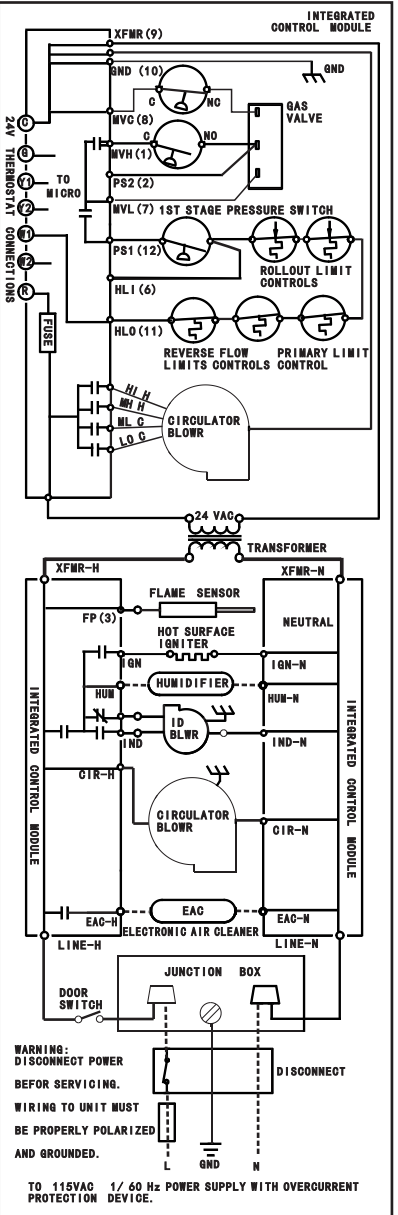 INTEGRATED
CONTROL MODULE
XFMR(9)
GND (10)
GND
C
NC
MVC(8)
GAS
VALVE
24V THERMOSTAT CONNECTIONS
C
G
Y1
Y2
W1
W2
R
TO
MICRO
C
NO
MVH(1)
PS2(2)
MVL(7)
1ST STAGE PRESSURE SWITCH
PS1(12)
ROLLOUT LIMIT
CONTROLS
HLI(6)
HLO(11)
FUSE
REVERSE FLOW
LIMITS CONTROLS
PRIMARY LIMIT
CONTROL
HI H
MH H
ML C
LO C
CIRCULATOR
BLOWR
24 VAC
TRANSFORMER
XFMR-H
XFMR-N
FLAME SENSOR
FP(3)
NEUTRAL
HOT SURFACE
IGNITER
IGN
IGN-N
HUM
HUMIDIFIER
HUM-N
ID
BLWR
IND
IND-N
INTEGRATED CONTROL MODULE
INTEGRATED CONTROL MODULE
CIR-H
CIRCULATOR
BLOWR
CIR-N
EAC
EAC-H
EAC-N
ELECTRONIC AIR CLEANER
LINE-H
LINE-N
JUNCTION BOX
DOOR
SWITCH
WARNING:
DISCONNECT POWER
BEFOR SERVICING.
WIRING TO UNIT MUST
BE PROPERLY POLARIZED
AND GROUNDED.
DISCONNECT
L
GND
N
TO 115VAC 1/ 60 Hz POWER SUPPLY WITH OVERCURRENT
PROTECTION DEVICE.